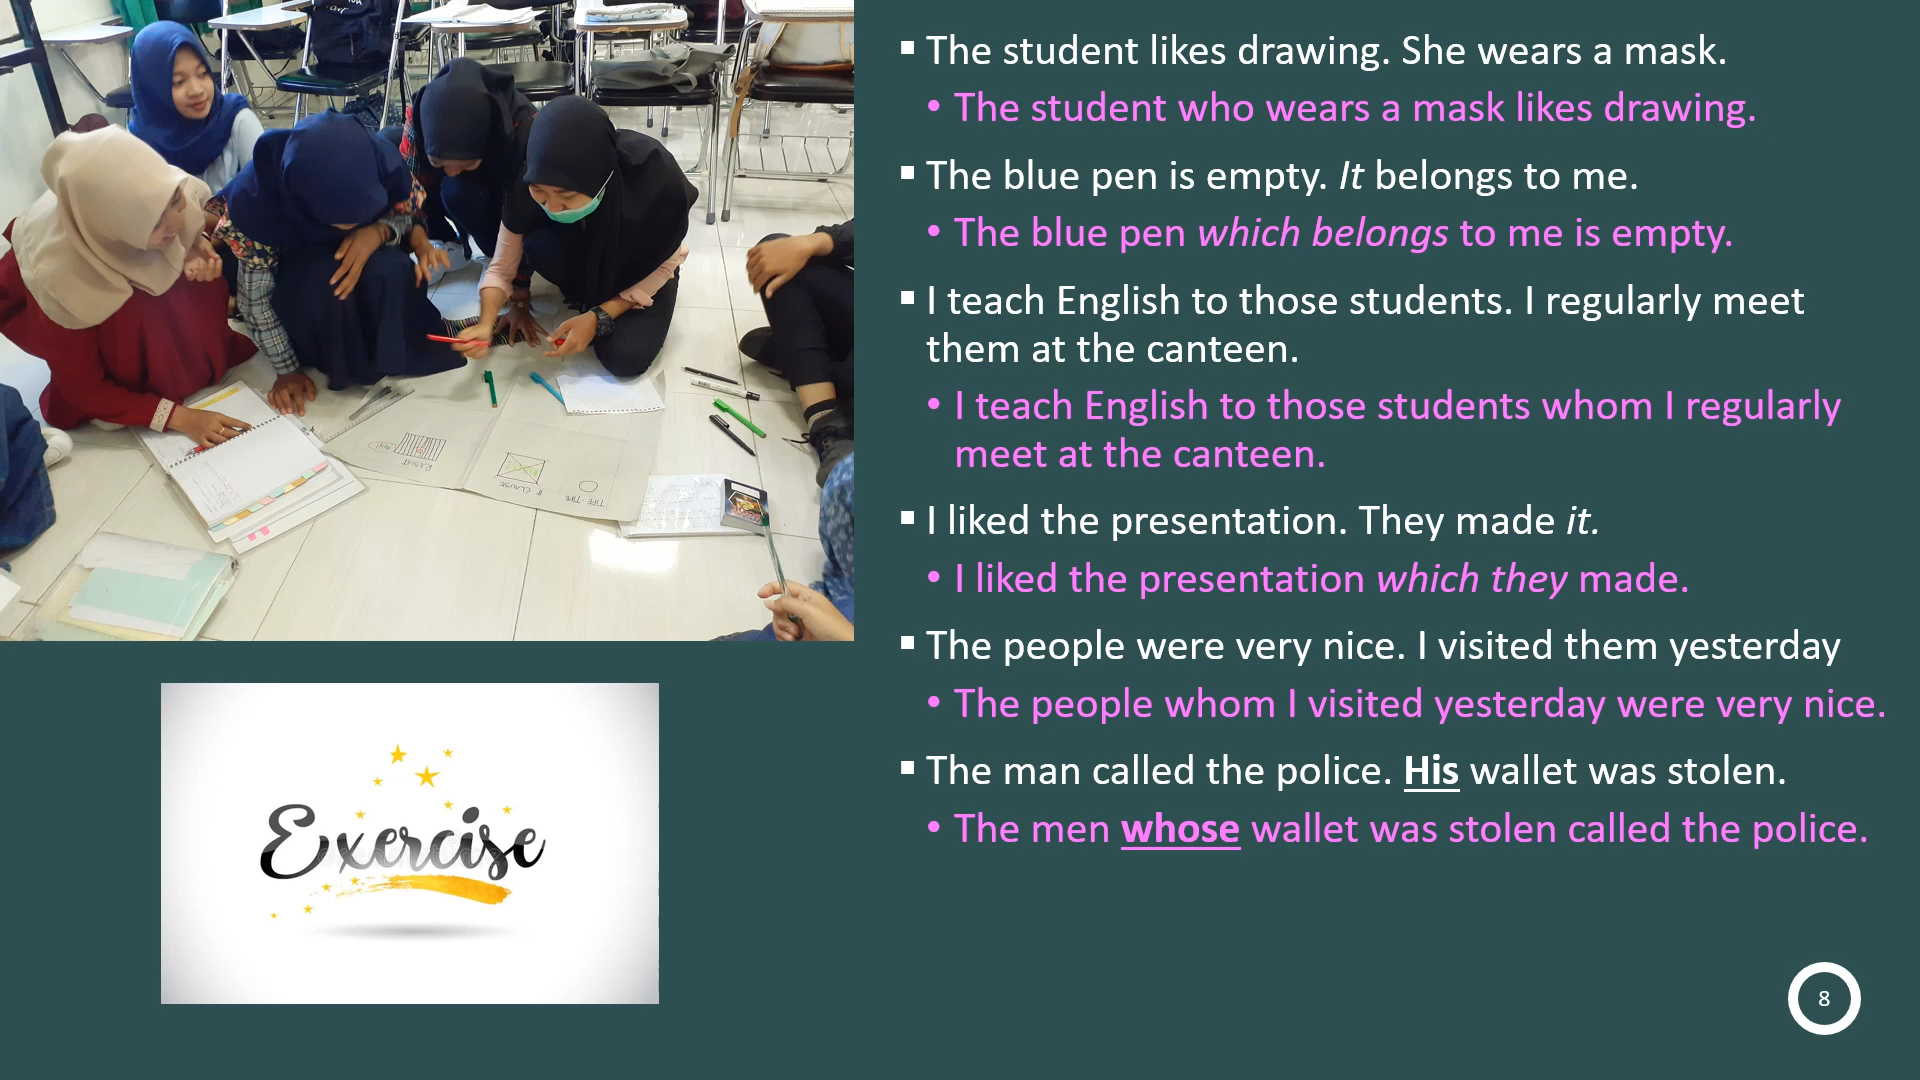 The student likes drawing. She wears a mask.
The student who wears a mask likes drawing.
The blue pen is empty. It belongs to me.
The blue pen which belongs to me is empty.
I teach English to those students. I regularly meet
them at the canteen.
I teach English to those students whom I regularly
meet at the canteen.
I liked the presentation. They made it.
I liked the presentation which they made.
The people were very nice. I visited them yesterday
The people whom I visited yesterday were very nice.
The man called the police. His wallet was stolen.
The men whose wallet was stolen called the police.
RESULT
IF CLAUSE
TIPE-TIPE
Exercise
8